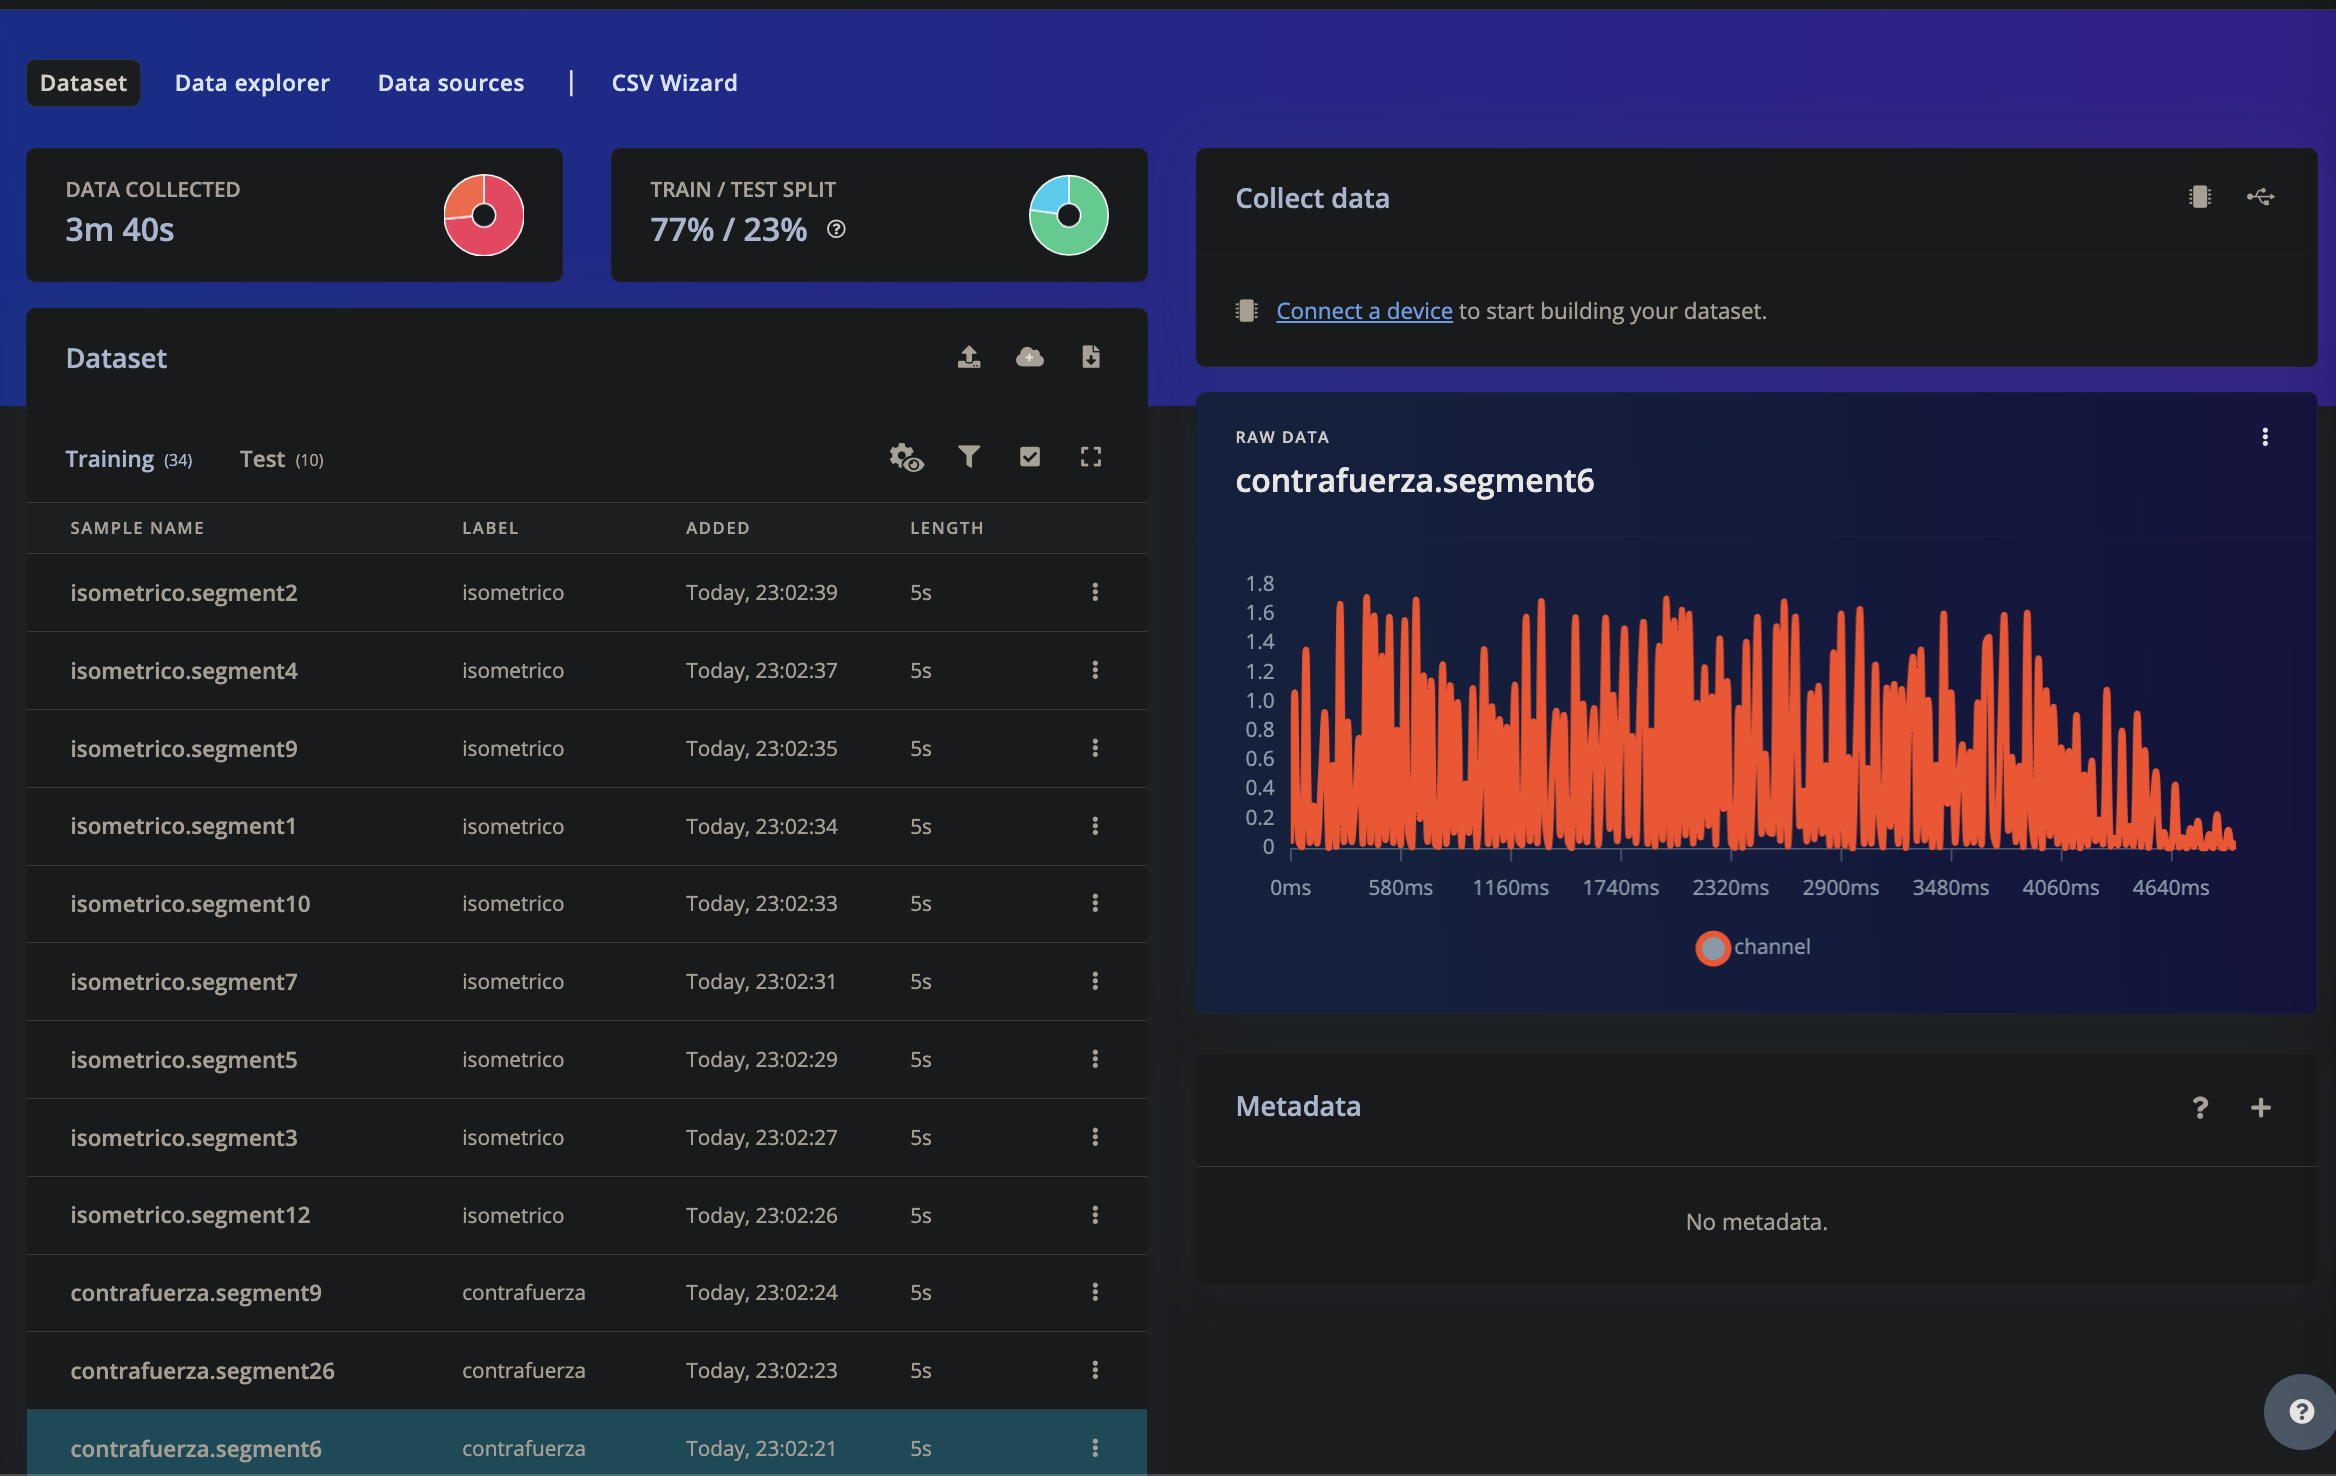 Dataset Data explorer Data sources | CSV Wizard
DATA COLLECTED
3m 40s
TRAIN / TEST SPLIT
77% / 23%
Collect data
Connect a device to start building your dataset.
Dataset
Training (34) Test (10)
SAMPLE NAME LABEL ADDED LENGTH
isometrico.segment2 isometrico Today, 23:02:39 5s
isometrico.segment4 isometrico Today, 23:02:37 5s
isometrico.segment9 isometrico Today, 23:02:35 5s
isometrico.segment1 isometrico Today, 23:02:34 5s
isometrico.segment10 isometrico Today, 23:02:33 5s
isometrico.segment7 isometrico Today, 23:02:31 5s
isometrico.segment5 isometrico Today, 23:02:29 5s
isometrico.segment3 isometrico Today, 23:02:27 5s
isometrico.segment12 isometrico Today, 23:02:26 5s
contrafuerza.segment9 contrafuerza Today, 23:02:24 5s
contrafuerza.segment26 contrafuerza Today, 23:02:23 5s
contrafuerza.segment6 contrafuerza Today, 23:02:21 5s
RAW DATA
contrafuerza.segment6
1.8
1.6
1.4
1.2
1.0
0.8
0.6
0.4
0.2
0
0ms 580ms 1160ms 1740ms 2320ms 2900ms 3480ms 4060ms 4640ms
channel
Metadata
No metadata.